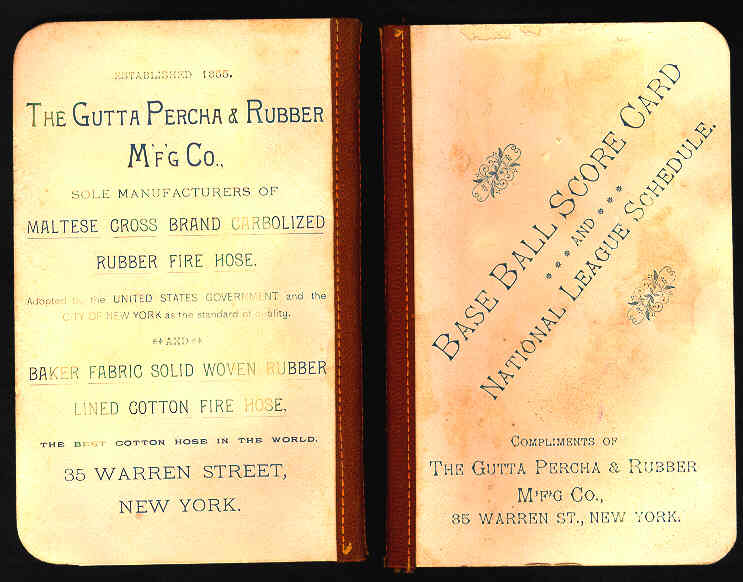 ESTABLISHED 1855.
THE GUTTA PERCHA & RUBBER
M'F'G CO.,
SOLE MANUFACTURERS OF
MALTESE CROSS BRAND CARBOLIZED
RUBBER FIRE HOSE.
Adopted by the UNITED STATES GOVERNMENT and the
CITY OF NEW YORK as the standard of quality.
AND
BAKER FABRIC SOLID WOVEN RUBBER
LINED COTTON FIRE HOSE,
THE BEST COTTON HOSE IN THE WORLD.
35 WARREN STREET,
NEW YORK.
BASE BALL SCORE CARD
AND
NATIONAL LEAGUE SCHEDULE.
COMPLIMENTS OF
THE GUTTA PERCHA & RUBBER
M'F'G CO.,
35 WARREN ST., NEW YORK.